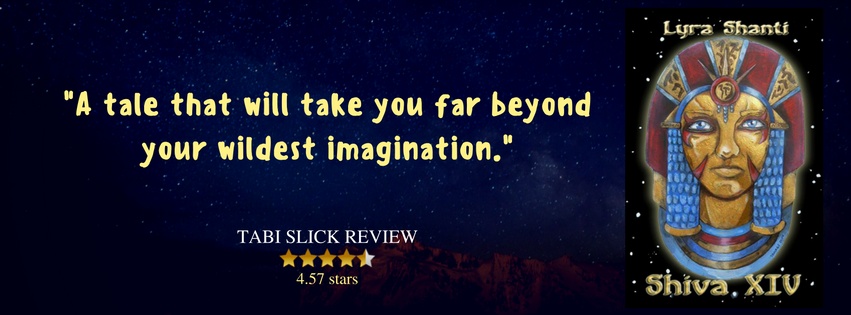 "A tale that will take you far beyond
your wildest imagination."
TABI SLICK REVIEW
4.57 stars
Lyra Shanti
Shiva XIV